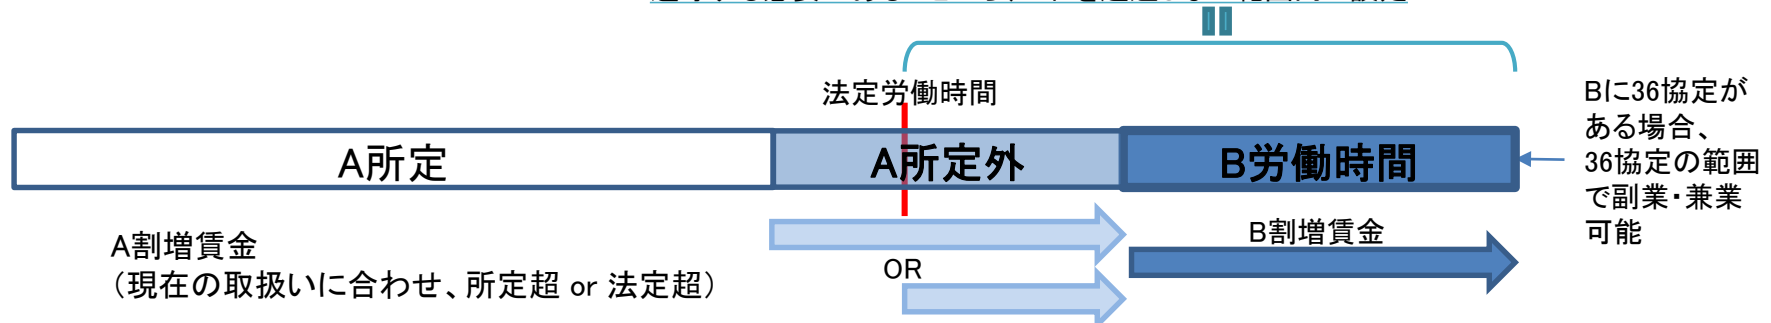 法定労働時間
Bに36協定が
ある場合、
36協定の範囲
で副業・兼業
可能
A所定
A所定外
B労働時間
A割増賃金
（現在の取扱いに合わせ、所定超 or 法定超）
OR
B割増賃金